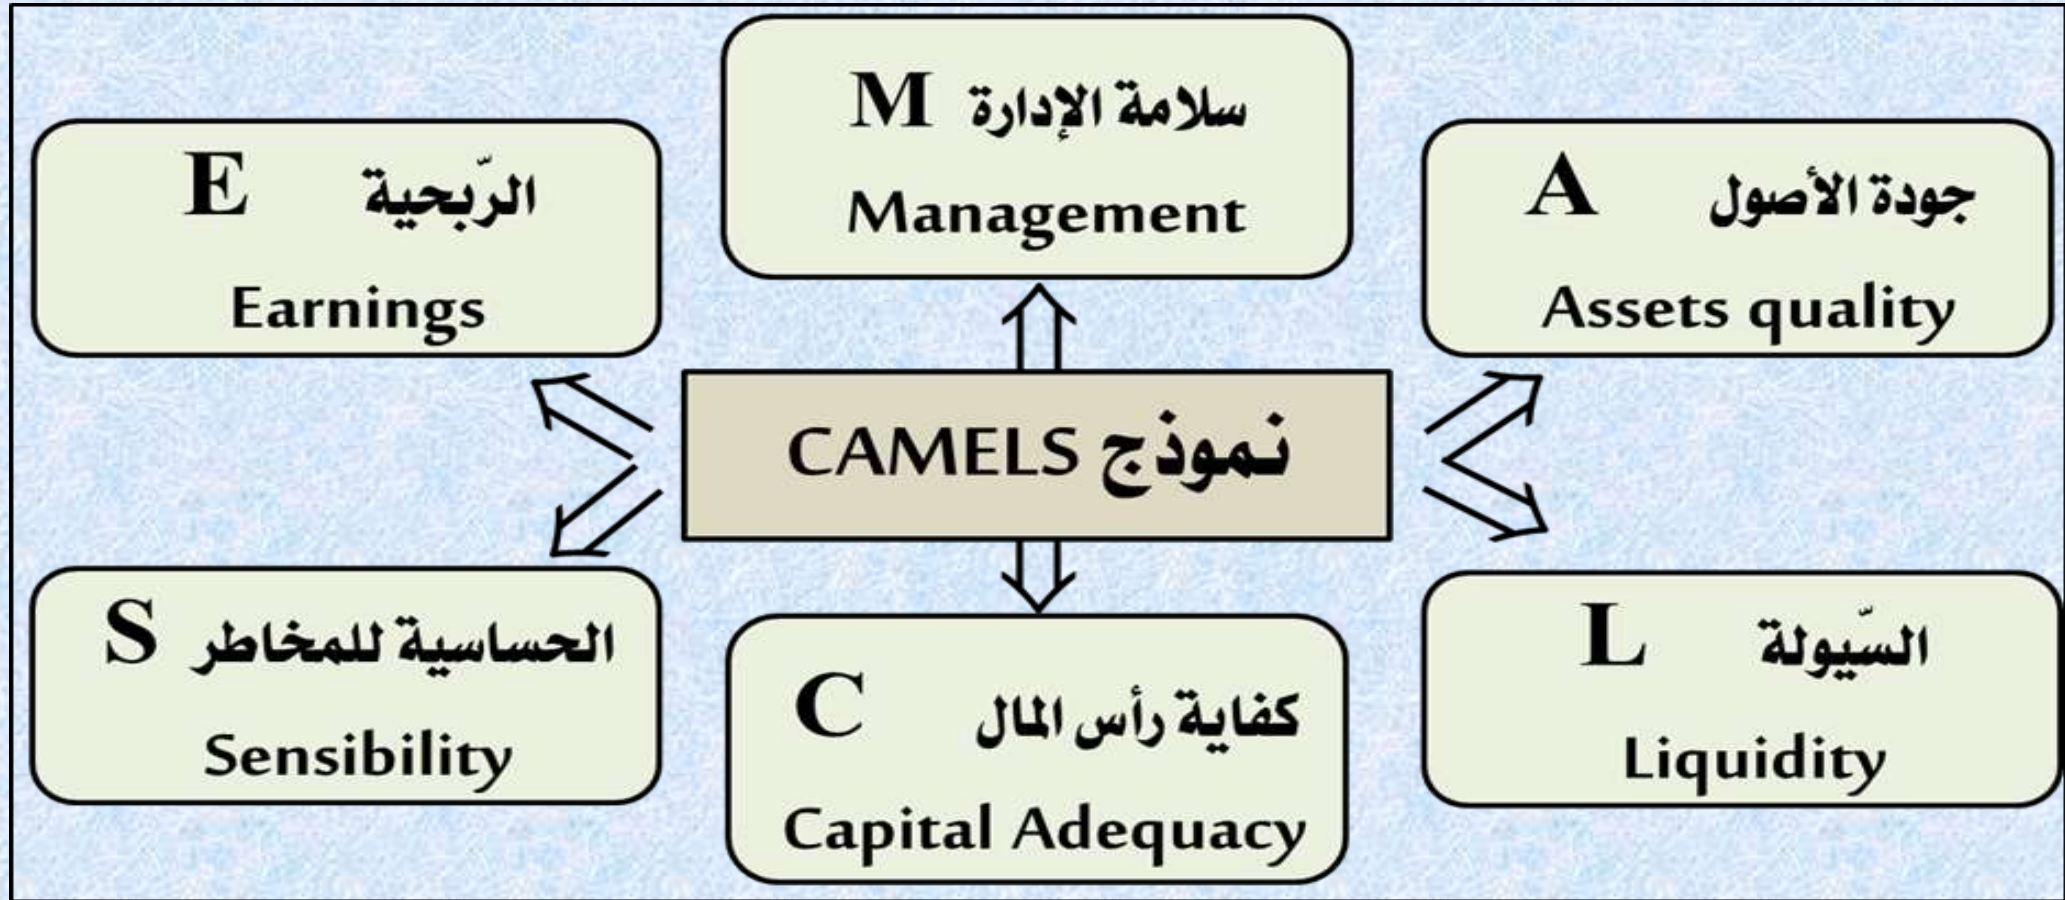 سلامة الإدارة M
Management
جودة الأصول A
Assets quality
الرّبحية E
Earnings
نموذج CAMELS
السّيولة L
Liquidity
الحساسية للمخاطر S
Sensibility
كفاية رأس المال C
Capital Adequacy